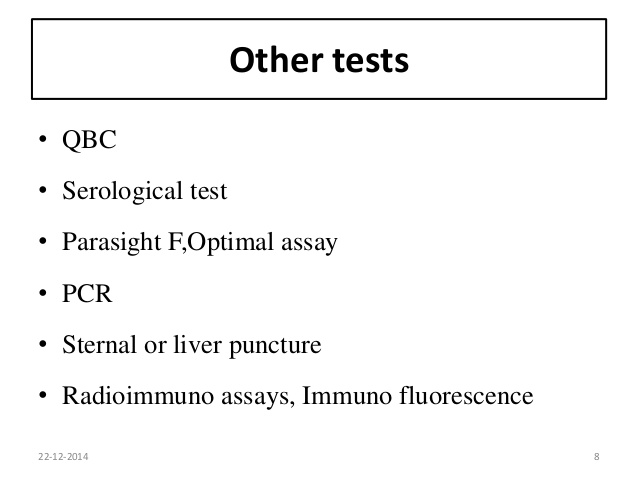 Other tests
• QBC
• Serological test
• Parasight F,Optimal assay
• PCR
• Sternal or liver puncture
• Radioimmuno assays, Immuno fluorescence
22-12-2014 8